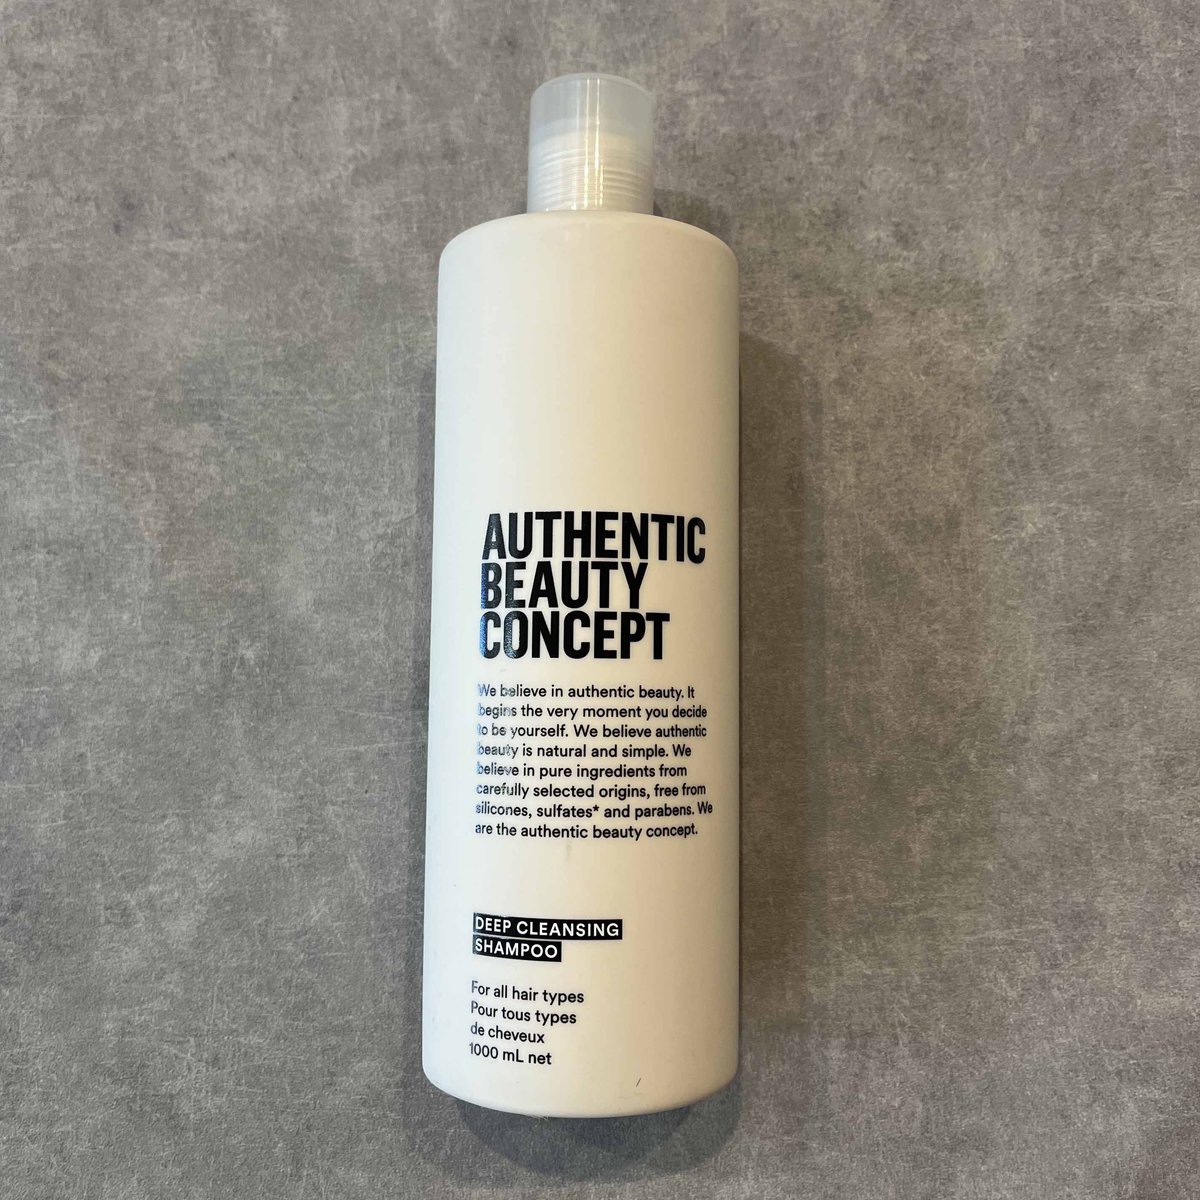 AUTHENTIC
BEAUTY
CONCEPT
We believe in authentic beauty. It
begins the very moment you decide
to be yourself. We believe authentic
beauty is natural and simple. We
believe in pure ingredients from
carefully selected origins, free from
silicones, sulfates* and parabens. We
are the authentic beauty concept.
DEEP CLEANSING
SHAMPOO
For all hair types
Pour tous types
de cheveux
1000 mL net